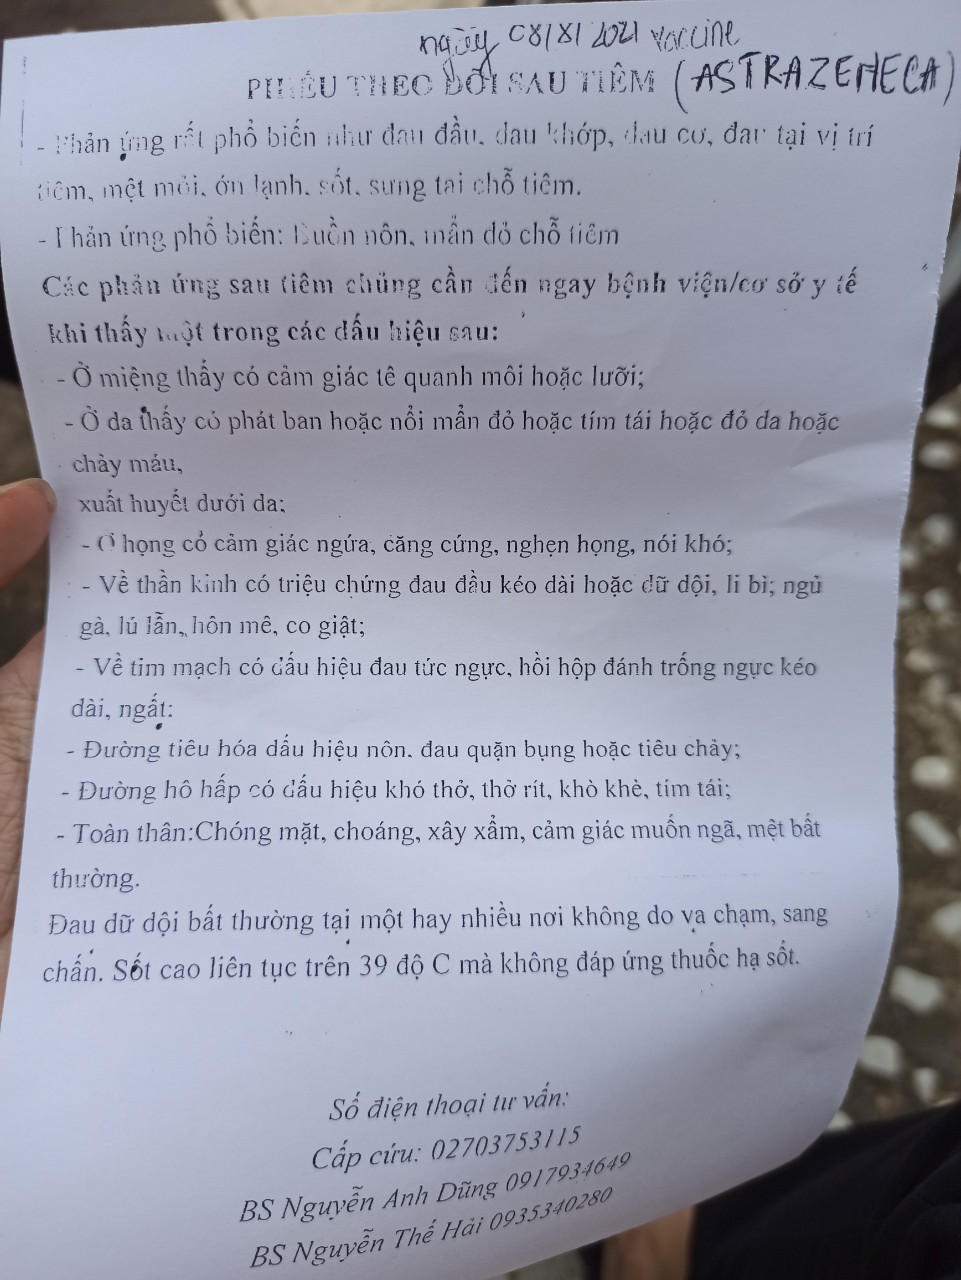 ngày 08/8/2021 vaccine
PHIẾU THEO DÕI SAU TIÊM (ASTRAZENECA)
- Phản ứng rất phổ biến như đau đầu, đau khớp, đau cơ, đau tại vị trí
tiêm, mệt mỏi, ớn lạnh, sốt, sưng tại chỗ tiêm.
- Phản ứng phổ biến: Buồn nôn, mẩn đỏ chỗ tiêm
Các phản ứng sau tiêm chủng cần đến ngay bệnh viện/cơ sở y tế
khi thấy một trong các dấu hiệu sau:
- Ở miệng thấy có cảm giác tê quanh môi hoặc lưỡi;
- Ở da thấy có phát ban hoặc nổi mẩn đỏ hoặc tím tái hoặc đỏ da hoặc
chảy máu,
xuất huyết dưới da;
- Ở họng có cảm giác ngứa, căng cứng, nghẹn họng, nói khó;
- Về thần kinh có triệu chứng đau đầu kéo dài hoặc dữ dội, li bì; ngủ
gà, lú lẫn, hôn mê, co giật;
- Về tim mạch có dấu hiệu đau tức ngực, hồi hộp đánh trống ngực kéo
dài, ngất;
- Đường tiêu hóa dấu hiệu nôn, đau quặn bụng hoặc tiêu chảy;
- Đường hô hấp có dấu hiệu khó thở, thở rít, khò khè, tím tái;
- Toàn thân:Chóng mặt, choáng, xây xẩm, cảm giác muốn ngã, mệt bất
thường.
Đau dữ dội bất thường tại một hay nhiều nơi không do va chạm, sang
chấn. Sốt cao liên tục trên 39 độ C mà không đáp ứng thuốc hạ sốt.
Số điện thoại tư vấn:
Cấp cứu: 02703753115
BS Nguyễn Anh Dũng 0917934649
BS Nguyễn Thế Hải 0935340280